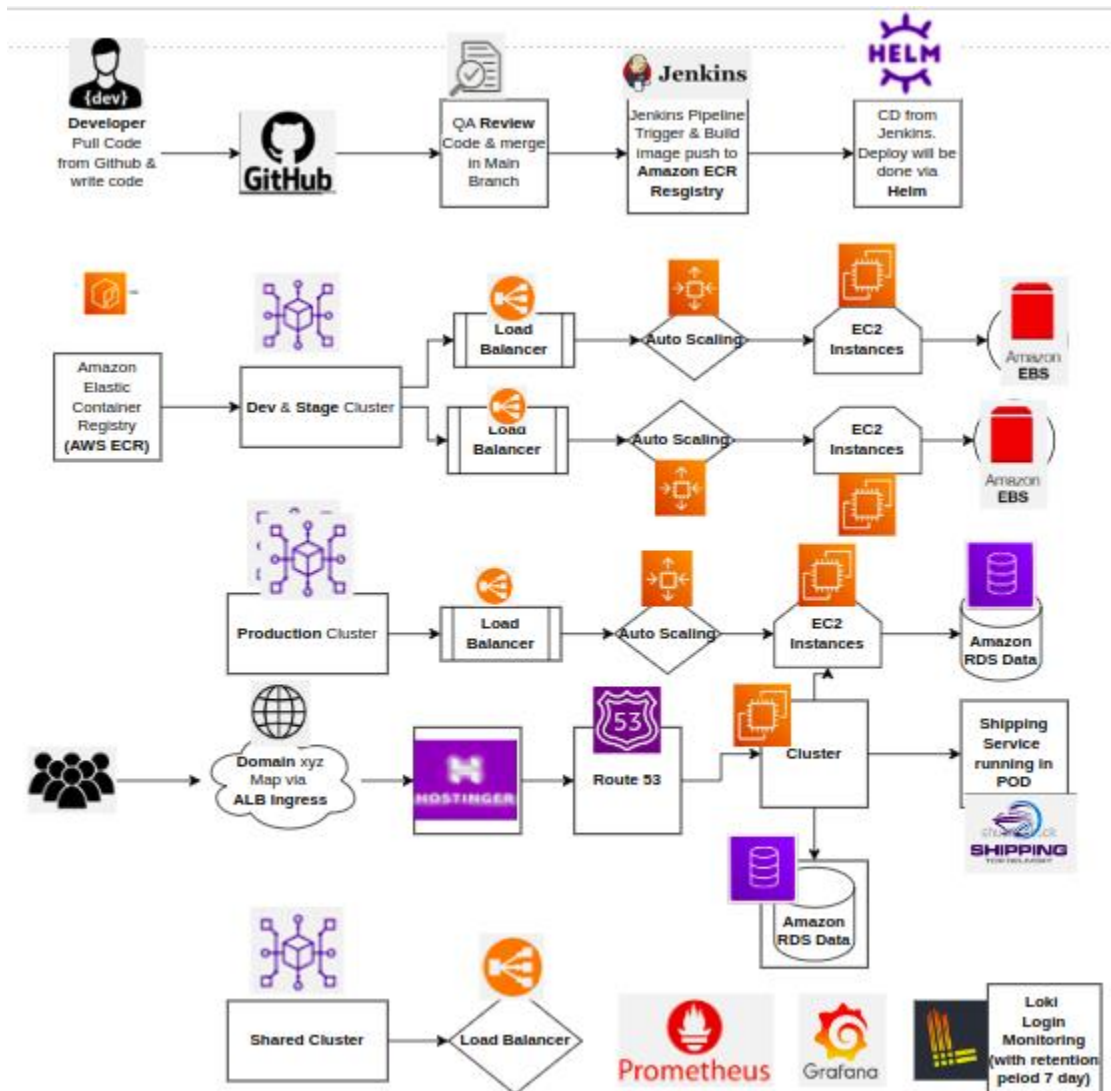 HELM
{dev}
Developer
Pull Code
from Github &
write code
GitHub
QA Review
Code & merge
in Main
Branch
Jenkins
Jenkins Pipeline
Trigger & Build
image push to
Amazon ECR
Resgistry
CD from
Jenkins.
Deploy will be
done via
Helm
Amazon
Elastic
Container
Registry
(AWS ECR)
Dev & Stage Cluster
Load
Balancer
Auto Scaling
EC2
Instances
Amazon
EBS
Load
Balancer
Auto Scaling
EC2
Instances
Amazon
EBS
Production Cluster
Load
Balancer
Auto Scaling
EC2
Instances
Amazon
RDS Data
Domain xyz
Map via
ALB Ingress
HOSTINGER
53
Route 53
Cluster
Shipping
Service
running in
POD
SHIPPING
Amazon
RDS Data
Shared Cluster
Load Balancer
Prometheus
Grafana
Loki
Login
Monitoring
(with retention
peiod 7 day)